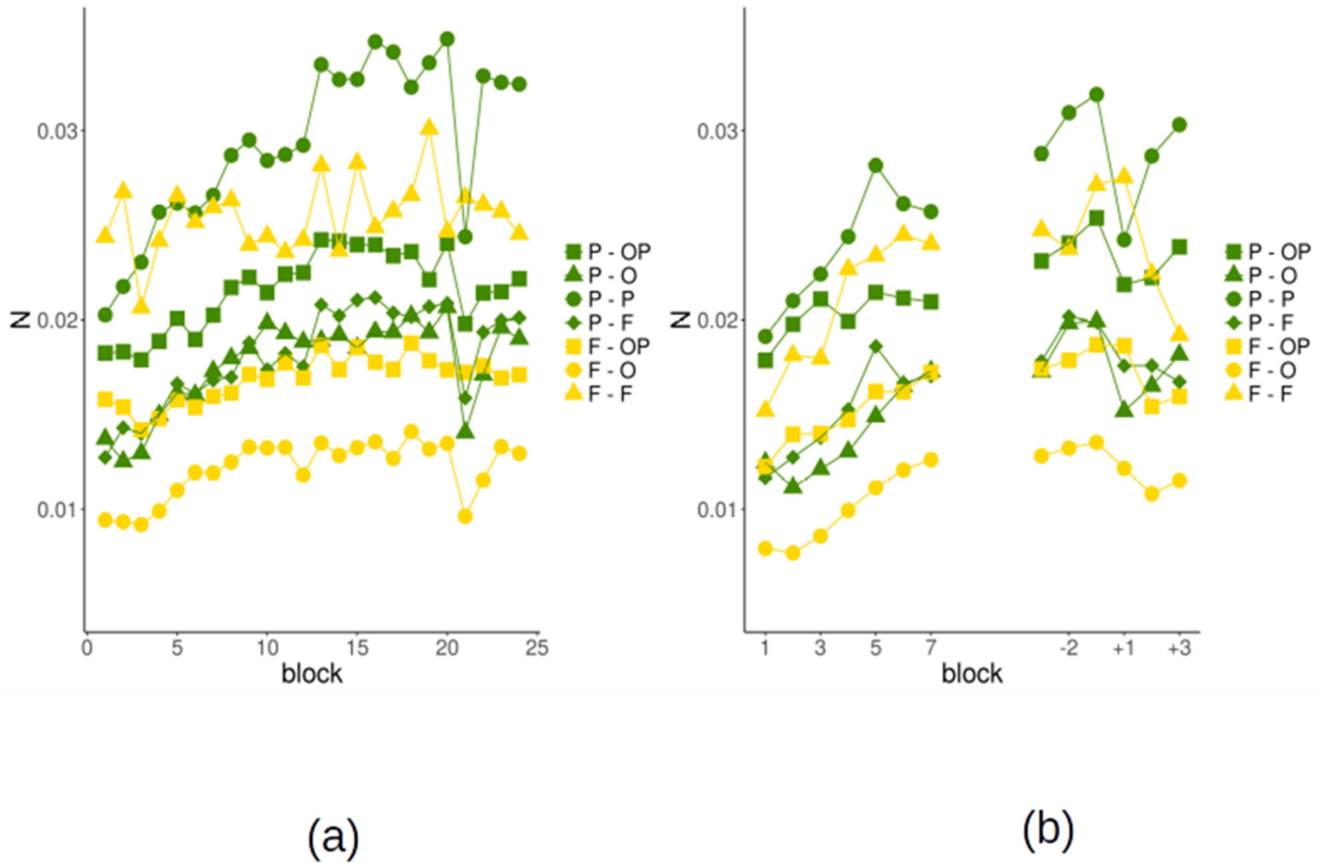 N
0.03
0.02
0.01
0
5
10
15
20
25
block
P - OP
P - O
P - P
P - F
F - OP
F - O
F - F
(a)
N
0.03
0.02
0.01
1
3
5
7
-2
+1
+3
block
P - OP
P - O
P - P
P - F
F - OP
F - O
F - F
(b)